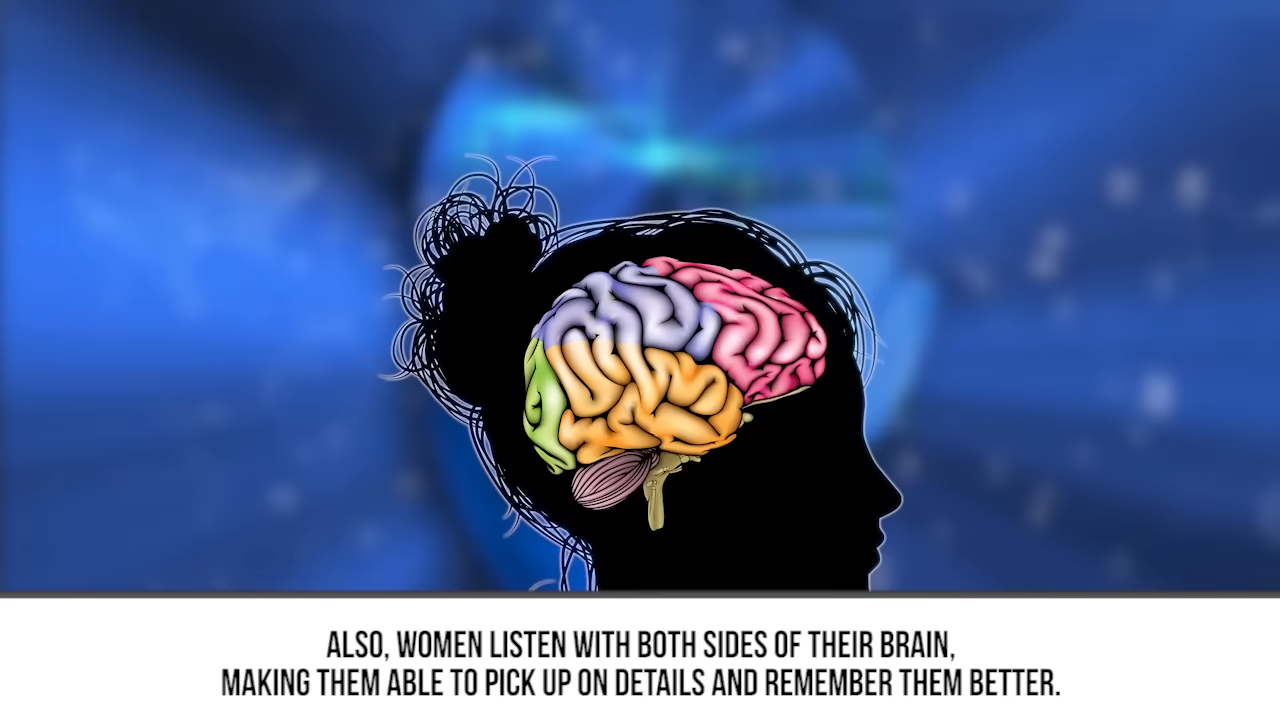 ALSO, WOMEN LISTEN WITH BOTH SIDES OF THEIR BRAIN,
MAKING THEM ABLE TO PICK UP ON DETAILS AND REMEMBER THEM BETTER.